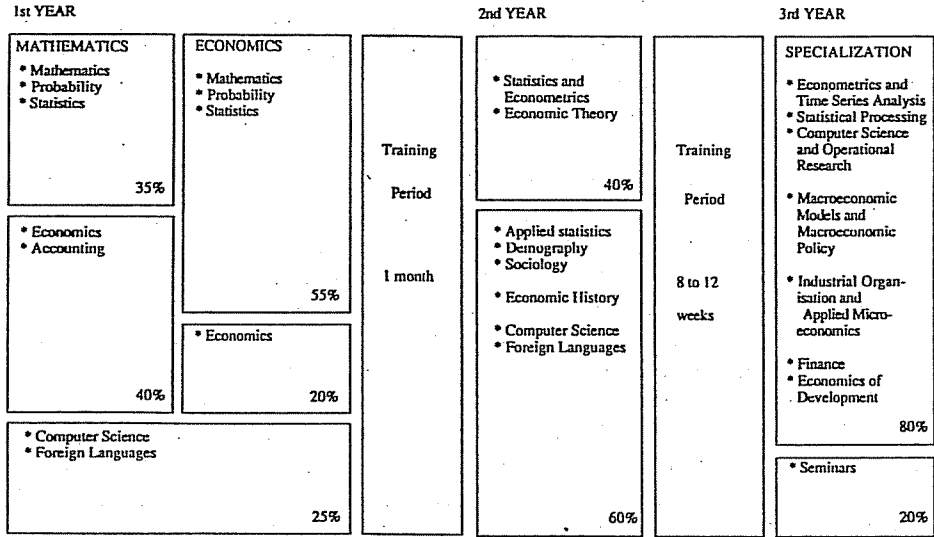 1st YEAR
MATHEMATICS
* Mathematics
* Probability
* Statistics
35%
* Economics
* Accounting
40%
ECONOMICS
* Mathematics
* Probability
* Statistics
55%
* Economics
20%
* Computer Science
* Foreign Languages
25%
Training
Period
1 month
2nd YEAR
* Statistics and
Econometrics
* Economic Theory
40%
* Applied statistics
* Demography
* Sociology
* Economic History
* Computer Science
* Foreign Languages
60%
Training
Period
8 to 12
weeks
3rd YEAR
SPECIALIZATION
* Econometrics and
Time Series Analysis
* Statistical Processing
* Computer Science
and Operational
Research
* Macroeconomic
Models and
Macroeconomic
Policy
* Industrial Organ-
isation and
Applied Micro-
economics
* Finance
* Economics of
Development
80%
* Seminars
20%